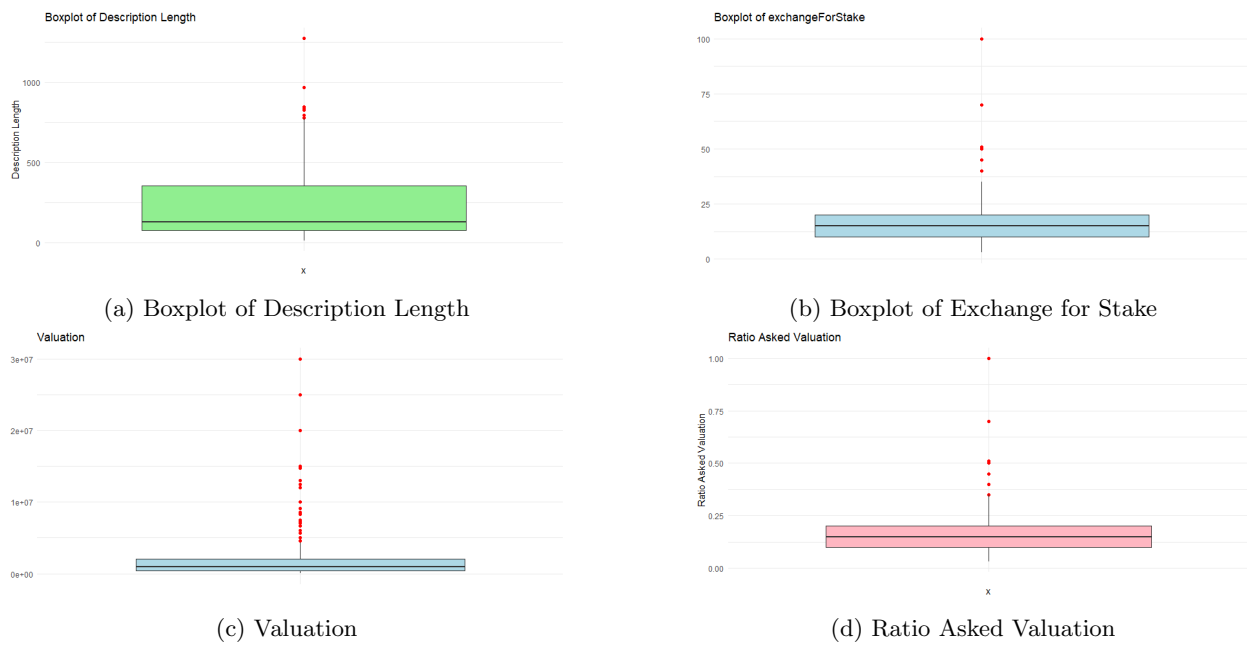 Boxplot of Description Length
1000
500
0
Description Length
x
(a) Boxplot of Description Length
Boxplot of exchangeForStake
100
75
50
25
0
(b) Boxplot of Exchange for Stake
Valuation
3e+07
2e+07
1e+07
0e+00
(c) Valuation
Ratio Asked Valuation
1.00
0.75
0.50
0.25
0.00
Ratio Asked Valuation
x
(d) Ratio Asked Valuation